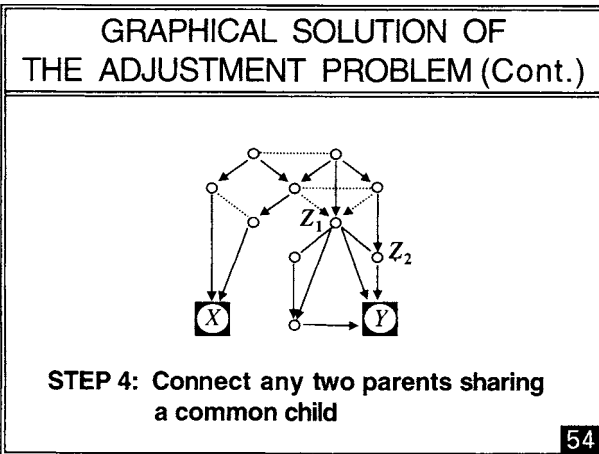 GRAPHICAL SOLUTION OF
THE ADJUSTMENT PROBLEM (Cont.)
Z1
Z2
X
Y
STEP 4: Connect any two parents sharing
a common child
54